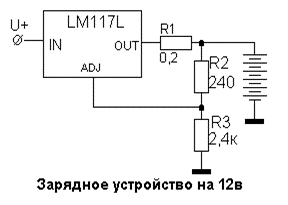 U+
LM117L
IN
OUT
ADJ
R1
0,2
R2
240
R3
2,4к
Зарядное устройство на 12в